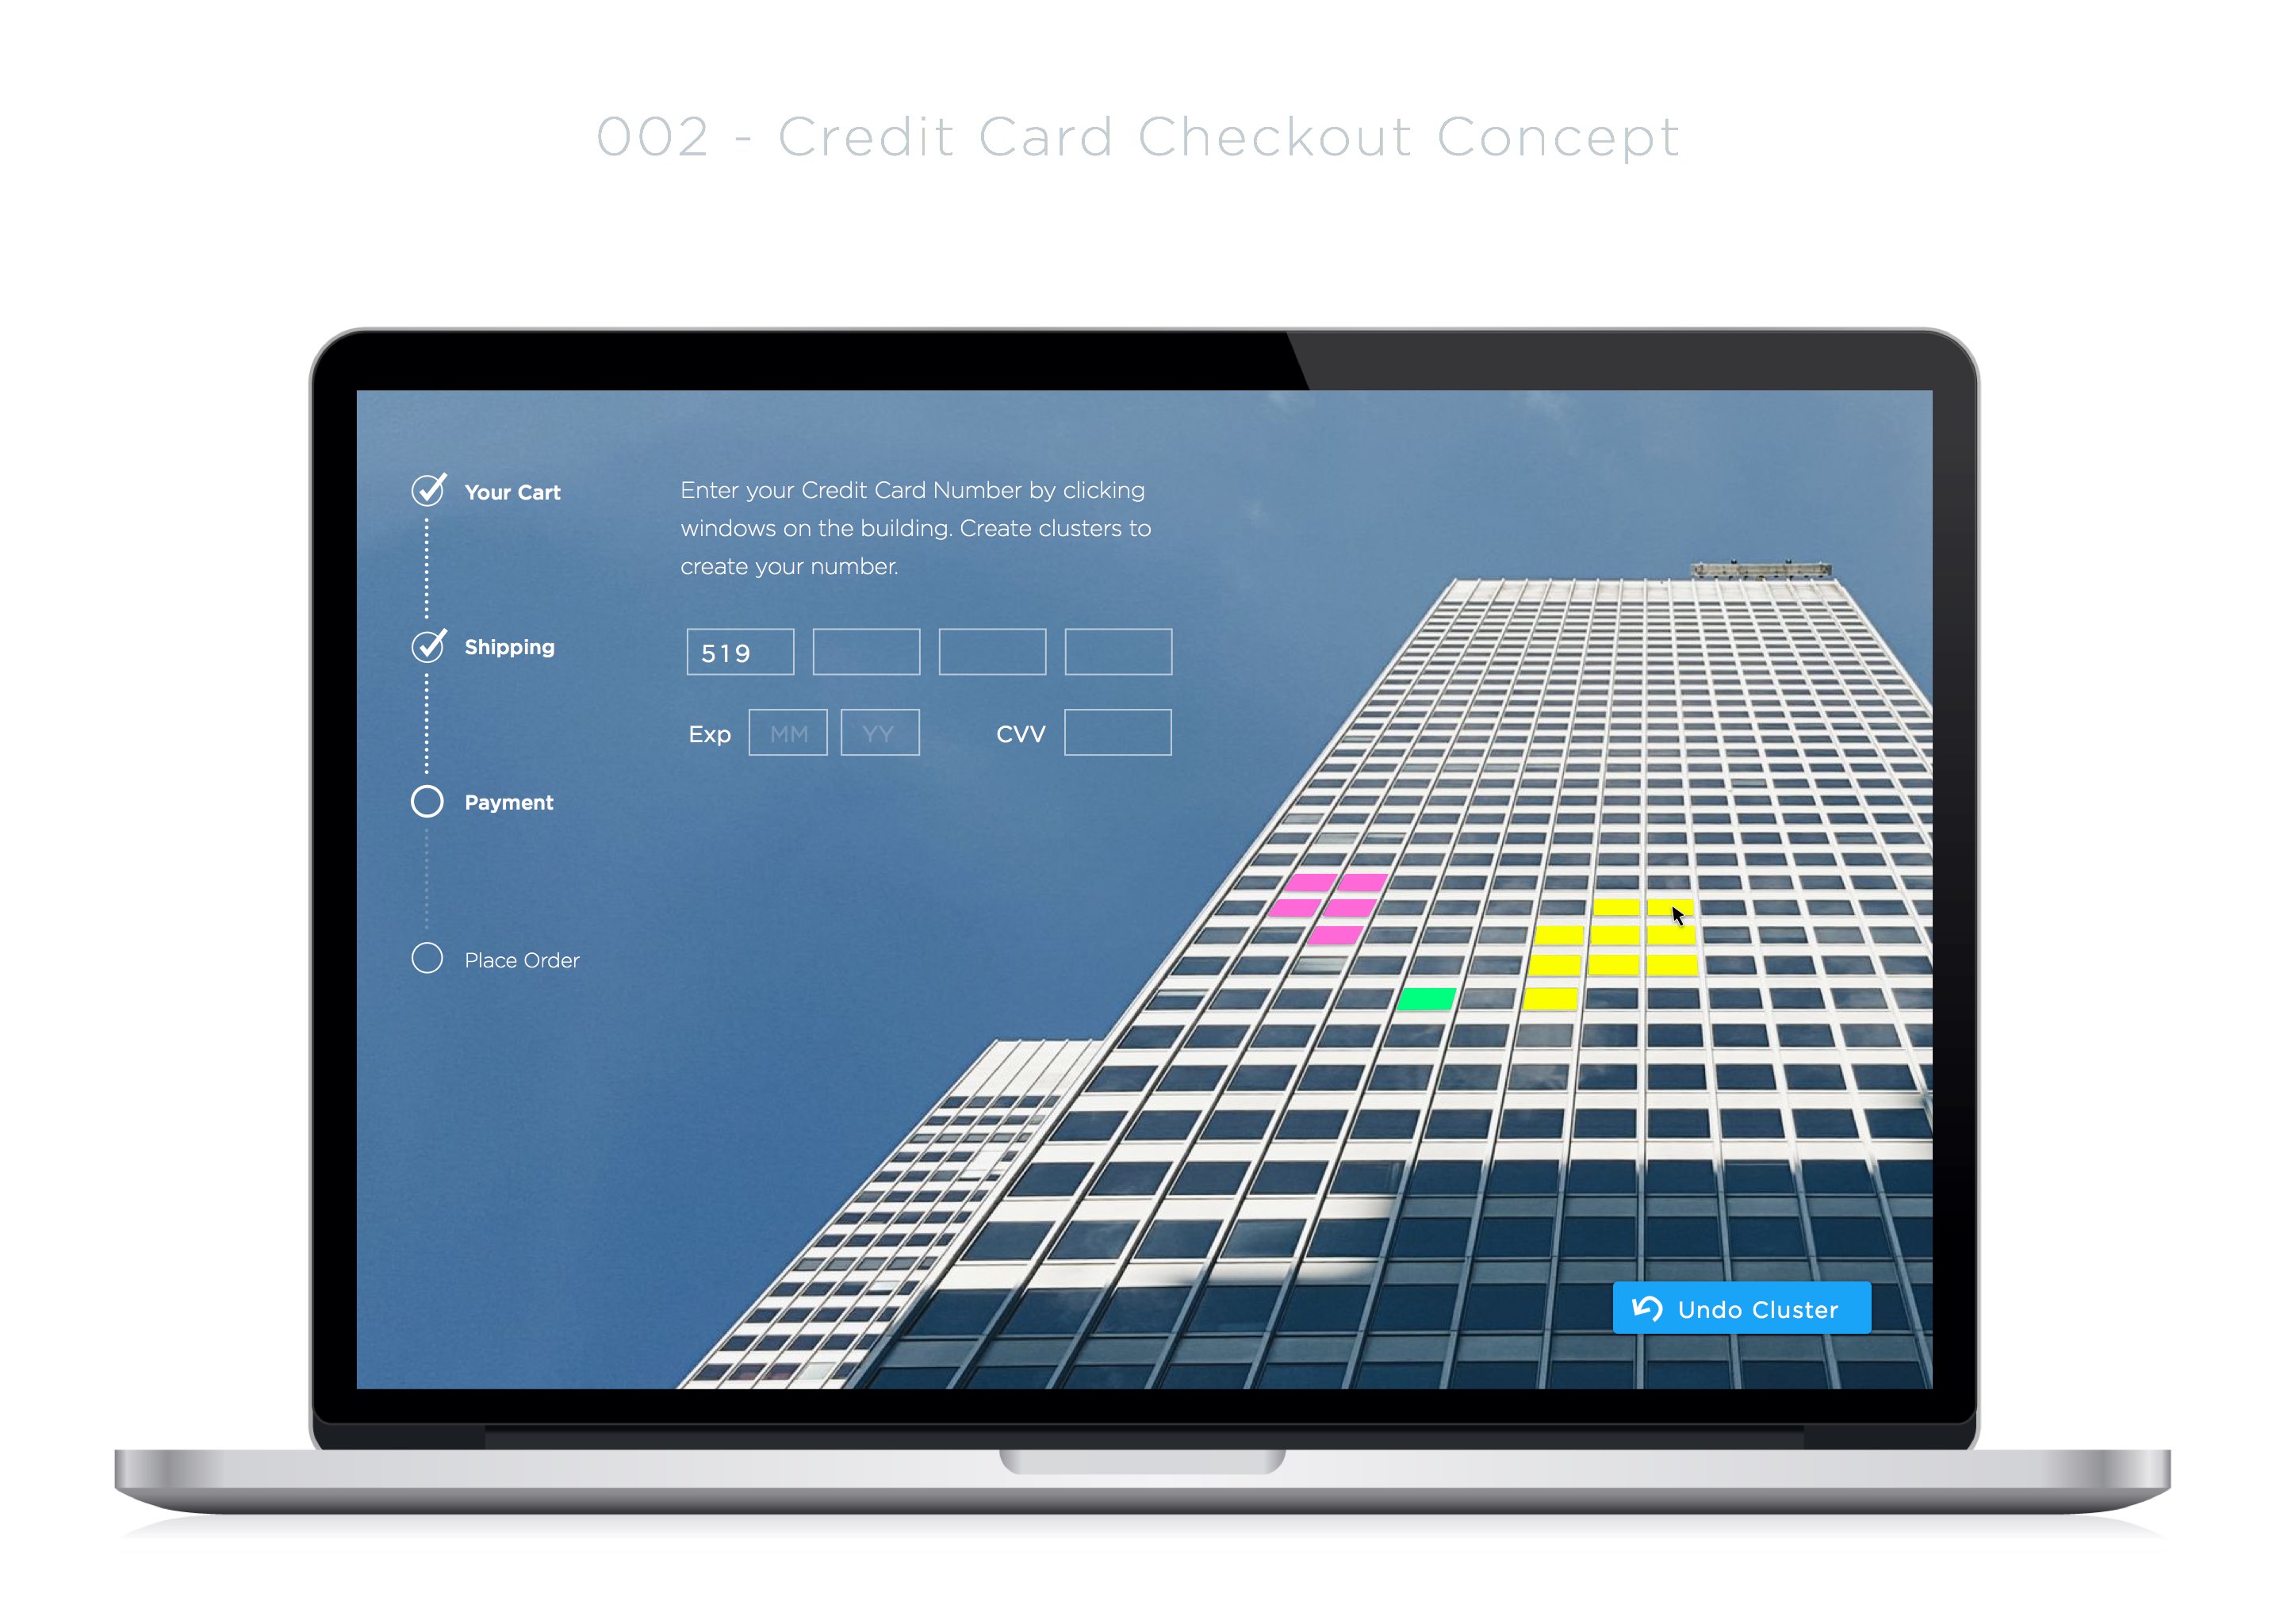 002 - Credit Card Checkout Concept
Your Cart
Shipping
Payment
Place Order
Enter your Credit Card Number by clicking
windows on the building. Create clusters to
create your number.
519
Exp MM YY CVV
Undo Cluster